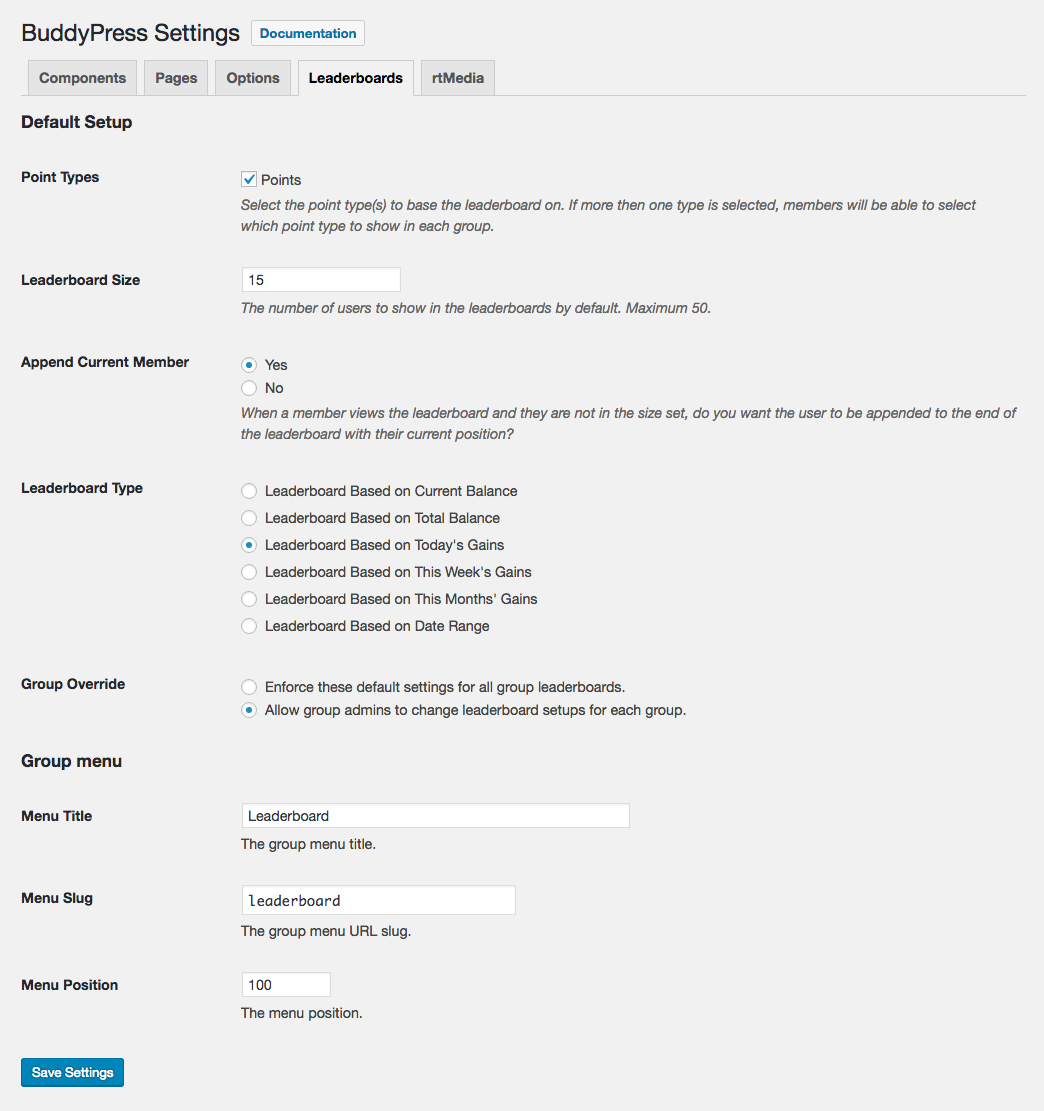 BuddyPress Settings Documentation
Components Pages Options Leaderboards rtMedia
Default Setup
Point Types
Points
Select the point type(s) to base the leaderboard on. If more then one type is selected, members will be able to select
which point type to show in each group.
Leaderboard Size
15
The number of users to show in the leaderboards by default. Maximum 50.
Append Current Member
Yes
No
When a member views the leaderboard and they are not in the size set, do you want the user to be appended to the end of
the leaderboard with their current position?
Leaderboard Type
Leaderboard Based on Current Balance
Leaderboard Based on Total Balance
Leaderboard Based on Today's Gains
Leaderboard Based on This Week's Gains
Leaderboard Based on This Months' Gains
Leaderboard Based on Date Range
Group Override
Enforce these default settings for all group leaderboards.
Allow group admins to change leaderboard setups for each group.
Group menu
Menu Title
Leaderboard
The group menu title.
Menu Slug
leaderboard
The group menu URL slug.
Menu Position
100
The menu position.
Save Settings